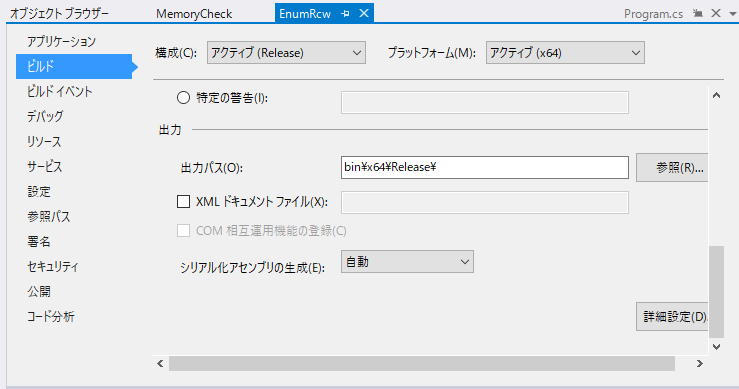 オブジェクト ブラウザー MemoryCheck EnumRcw Program.cs
アプリケーション
ビルド
ビルド イベント
デバッグ
リソース
サービス
設定
参照パス
署名
セキュリティ
公開
コード分析
構成(C): アクティブ (Release) プラットフォーム(M): アクティブ (x64)
特定の警告(I):
出力
出力パス(O): bin¥x64¥Release¥ 参照(R)...
XML ドキュメント ファイル(X):
COM 相互運用機能の登録(C)
シリアル化アセンブリの生成(E): 自動
詳細設定(D)